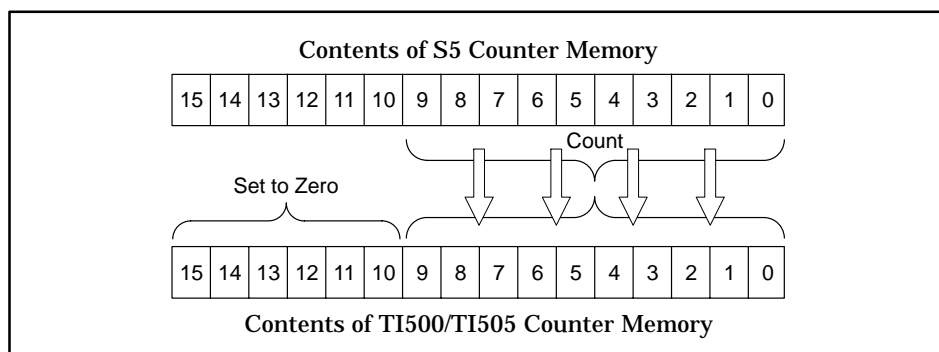 Contents of S5 Counter Memory
15 14 13 12 11 10 9 8 7 6 5 4 3 2 1 0
Count
Set to Zero
15 14 13 12 11 10 9 8 7 6 5 4 3 2 1 0
Contents of TI500/TI505 Counter Memory